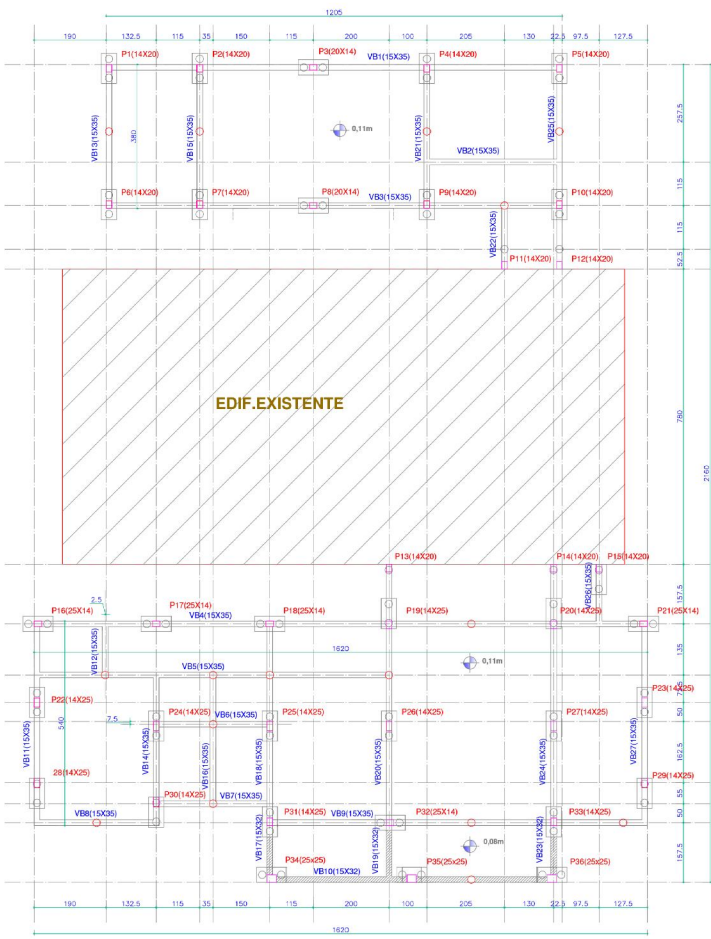 1205
190 132.5 115 35 150 115 200 100 205 130 22.5 97.5 127.5
P1(14X20) P2(14X20) P3(20X14) VB1(15X35) P4(14X20) P5(14X20)
VB13(15X35) 380 VB15(15X35) 0,11m VB21(15X35) VB25(15X35) 257.5
VB2(15X35)
P6(14X20) P7(14X20) P8(20X14) VB3(15X35) P9(14X20) P10(14X20) 115
VB22(15X35) 115
P11(14X20) P12(14X20) 52.5
EDIF.EXISTENTE
780
2160
P13(14X20) P14(14X20) P15(14X20)
2.5 VB26(15X35) 157.5
P16(25X14) P17(25X14) VB4(15X35) P18(25X14) P19(14X25) P20(14X25) P21(25X14)
1620
VB12(15X35) 0,11m 135
VB5(15X35)
P22(14X25) P23(14X25)
7.5 P24(14X25) VB6(15X35) P25(14X25) P26(14X25) P27(14X25) 50
VB11(15X35) 540 VB14(15X35) VB16(15X35) VB18(15X35) VB20(15X35) VB24(15X35) VB27(15X35) 162.5
28(14X25) P29(14X25)
P30(14X25) VB7(15X35) 55
VB8(15X35) P31(14X25) VB9(15X35) P32(25X14) P33(14X25) 50
VB17(15X32) VB19(15X32) 0,08m VB23(15X32) 157.5
P34(25x25) VB10(15X32) P35(25x25) P36(25x25)
190 132.5 115 35 150 115 200 100 205 130 22.5 97.5 127.5
1620